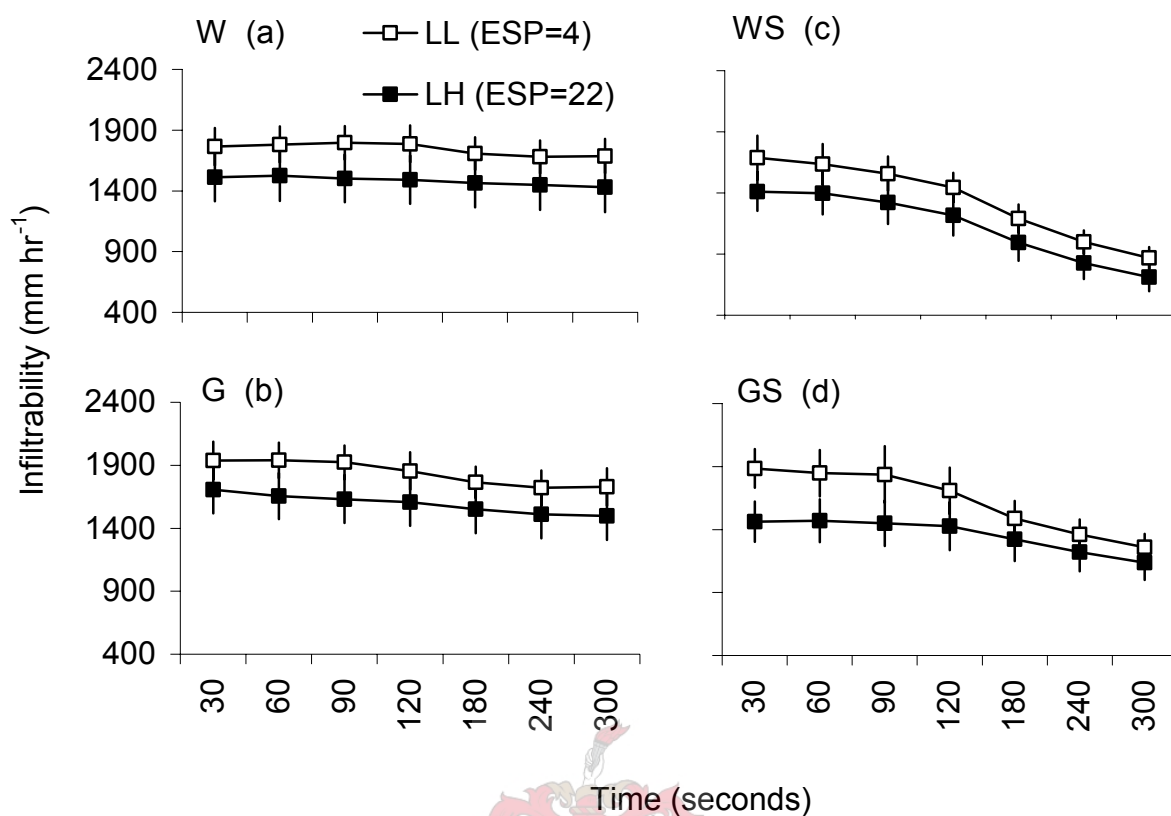 W (a)
LL (ESP=4)
LH (ESP=22)
WS (c)
2400
1900
1400
900
400
G (b)
GS (d)
2400
1900
1400
900
400
Infiltrability (mm hr⁻¹)
30 60 90 120 180 240 300
30 60 90 120 180 240 300
Time (seconds)